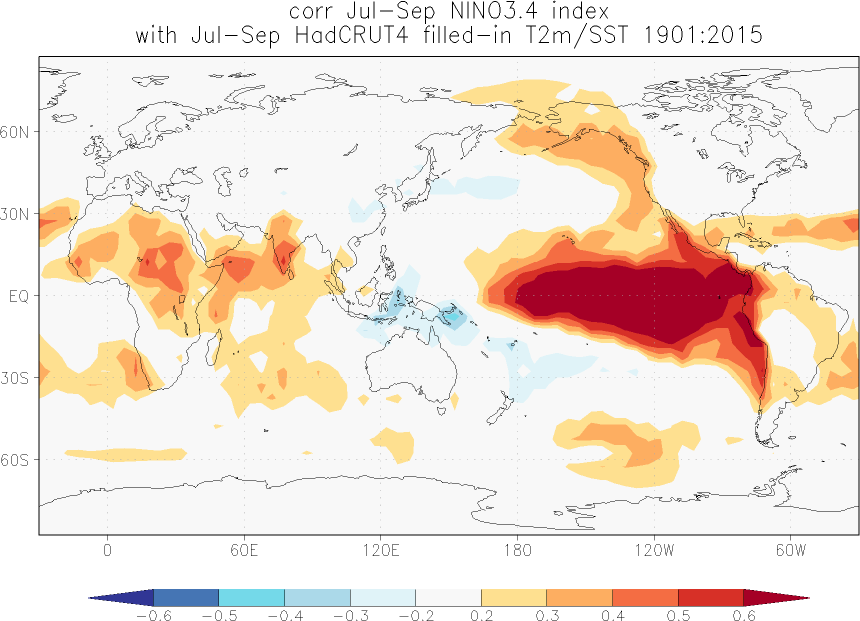 corr Jul-Sep NINO3.4 index
with Jul-Sep HadCRUT4 filled-in T2m/SST 1901:2015
60N
30N
EQ
30S
60S
0 60E 120E 180 120W 60W
-0.6 -0.5 -0.4 -0.3 -0.2 0.2 0.3 0.4 0.5 0.6